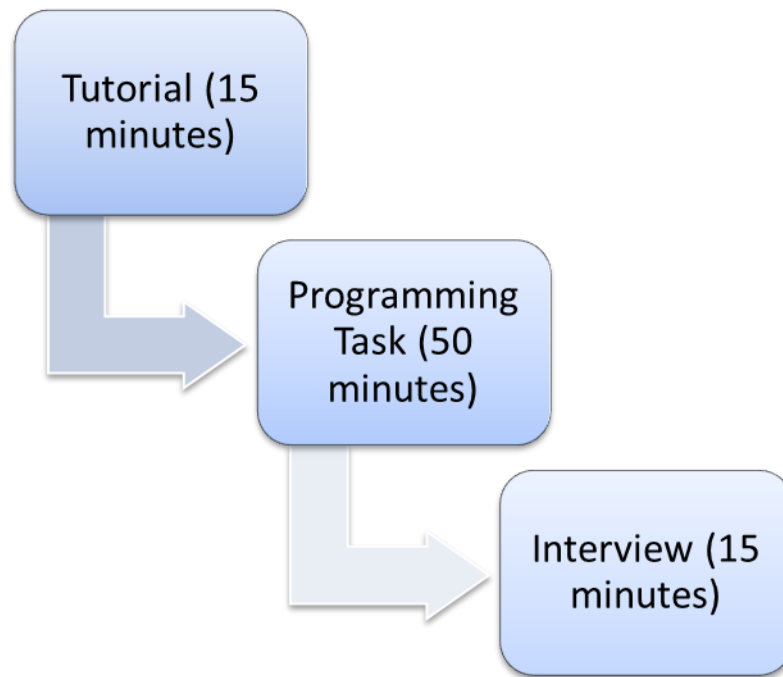 Tutorial (15
minutes)
Programming
Task (50
minutes)
Interview (15
minutes)